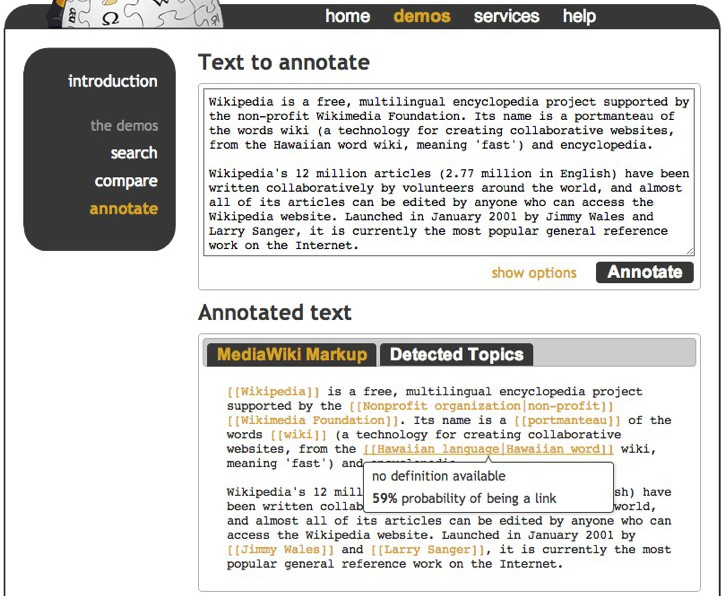 home demos services help
introduction
the demos
search
compare
annotate
Text to annotate
Wikipedia is a free, multilingual encyclopedia project supported by
the non-profit Wikimedia Foundation. Its name is a portmanteau of
the words wiki (a technology for creating collaborative websites,
from the Hawaiian word wiki, meaning 'fast') and encyclopedia.
Wikipedia's 12 million articles (2.77 million in English) have been
written collaboratively by volunteers around the world, and almost
all of its articles can be edited by anyone who can access the
Wikipedia website. Launched in January 2001 by Jimmy Wales and
Larry Sanger, it is currently the most popular general reference
work on the Internet.
show options Annotate
Annotated text
MediaWiki Markup Detected Topics
[[Wikipedia]] is a free, multilingual encyclopedia project
supported by the [[Nonprofit organization|non-profit]]
[[Wikimedia Foundation]]. Its name is a [[portmanteau]] of the
words [[wiki]] (a technology for creating collaborative
websites, from the [[Hawaiian language|Hawaiian word]] wiki,
meaning 'fast') and
no definition available
59% probability of being a link
Wikipedia's 12 mill sh) have
been written collab world,
and almost all of its articles can be edited by anyone who can
access the Wikipedia website. Launched in January 2001 by
[[Jimmy Wales]] and [[Larry Sanger]], it is currently the most
popular general reference work on the Internet.